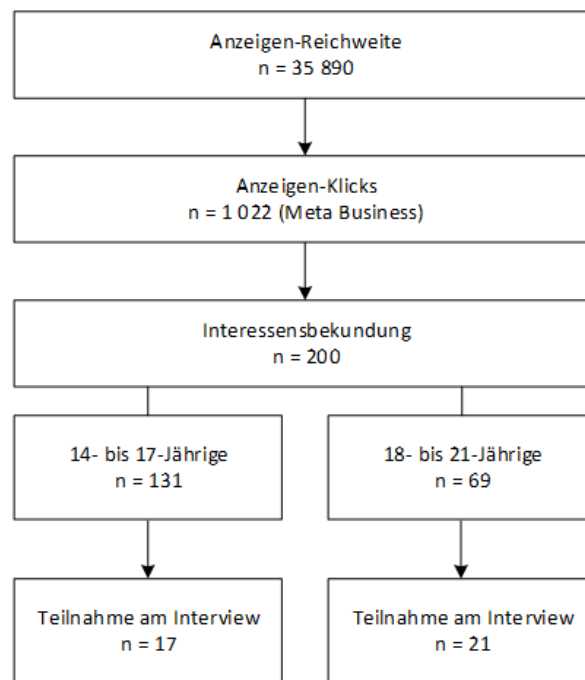 Anzeigen-Reichweite
n = 35 890
Anzeigen-Klicks
n = 1 022 (Meta Business)
Interessensbekundung
n = 200
14- bis 17-Jährige
n = 131
18- bis 21-Jährige
n = 69
Teilnahme am Interview
n = 17
Teilnahme am Interview
n = 21